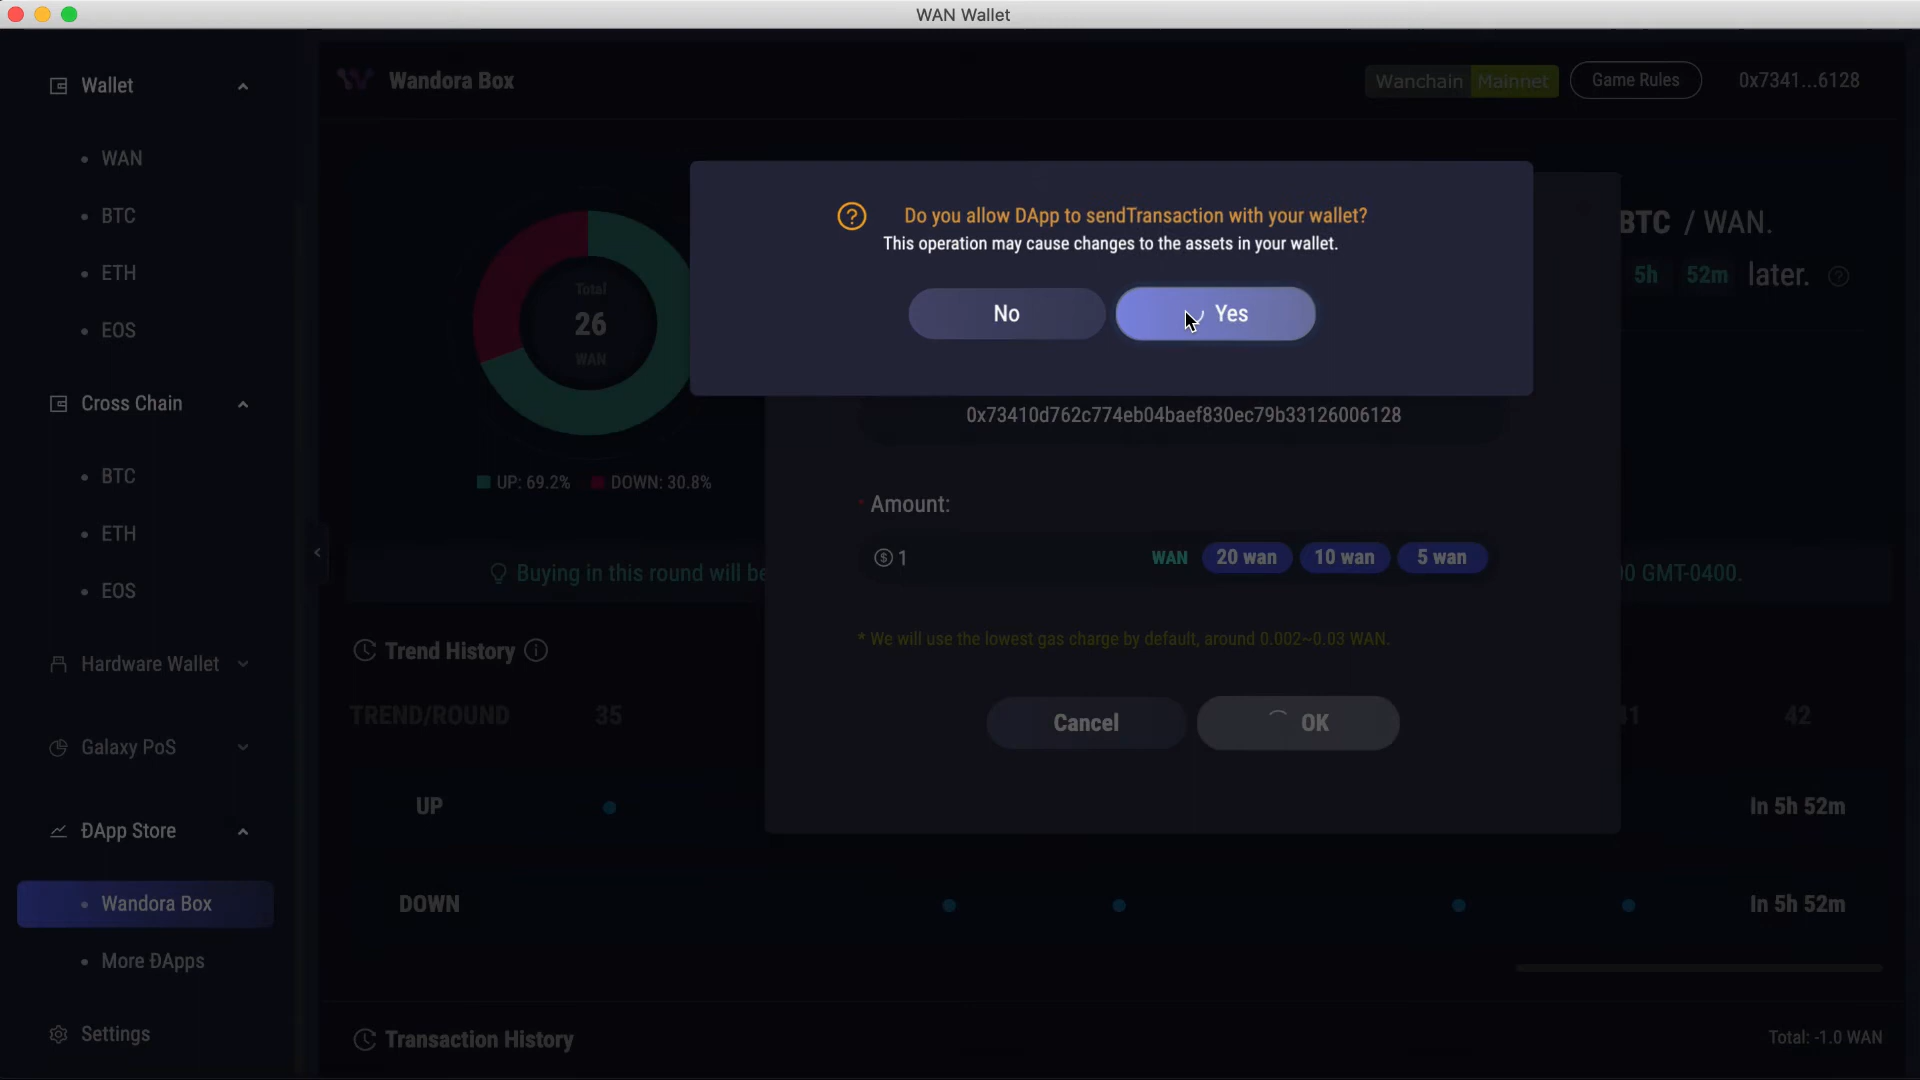 WAN Wallet
Wallet
WAN
BTC
ETH
EOS
Cross Chain
BTC
ETH
EOS
Hardware Wallet
Galaxy PoS
ĐApp Store
Wandora Box
More ĐApps
Settings
Wandora Box
Wanchain Mainnet
Game Rules
0x7341...6128
Do you allow DApp to sendTransaction with your wallet?
This operation may cause changes to the assets in your wallet.
No
Yes
BTC / WAN.
5h 52m later.
Total
26
WAN
UP: 69.2% DOWN: 30.8%
0x73410d762c774eb04baef830ec79b33126006128
* Amount:
1
WAN
20 wan
10 wan
5 wan
Buying in this round will be
00 GMT-0400.
* We will use the lowest gas charge by default, around 0.002~0.03 WAN.
Cancel
OK
Trend History
TREND/ROUND 35 42
UP In 5h 52m
DOWN In 5h 52m
Transaction History
Total: -1.0 WAN